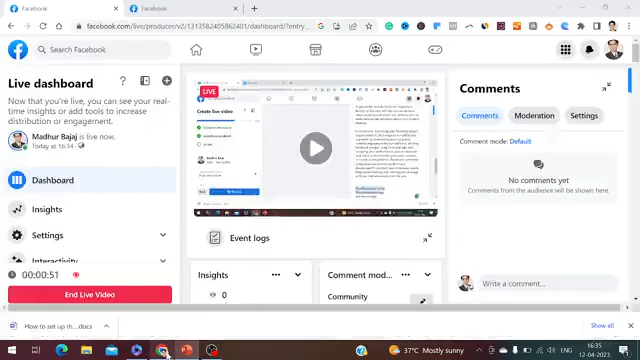 Facebook
Facebook
facebook.com/live/producer/v2/1313582405862401/dashboard/?entry_
Search Facebook
Live dashboard
Now that you're live, you can see your real-
time insights or add tools to increase
distribution or engagement.
Madhur Bajaj is now live.
Today at 16:34
Dashboard
Insights
Settings
Interactivity
00:00:51
End Live Video
LIVE
Create live video
Event logs
Insights
0
Comment mod...
Community
Comments
Comments
Moderation
Settings
Comment mode: Default
No comments yet
Comments from the audience will be shown here.
Write a comment...
How to set up th....docx
Show all
37°C Mostly sunny
ENG
16:35
12-04-2023